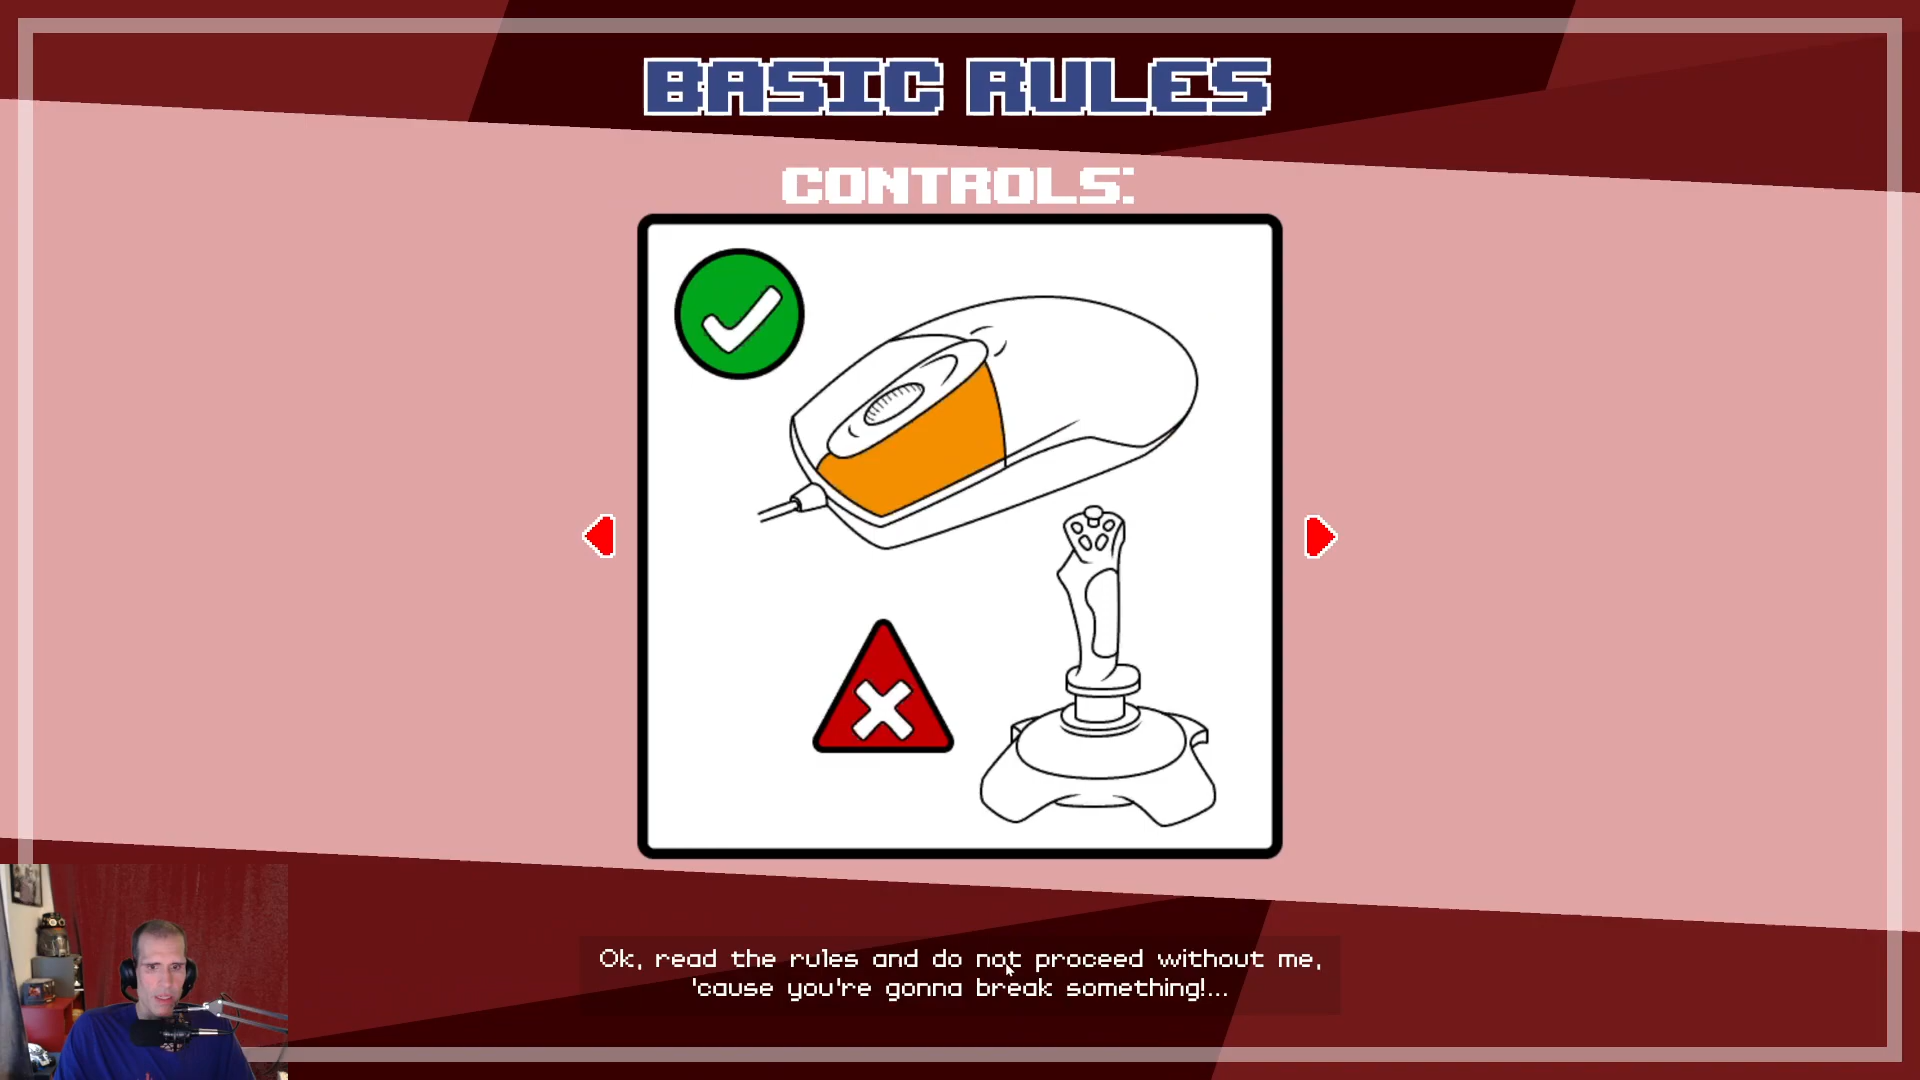 BASIC RULES
CONTROLS:
Ok, read the rules and do not proceed without me,
'cause you're gonna break something!...